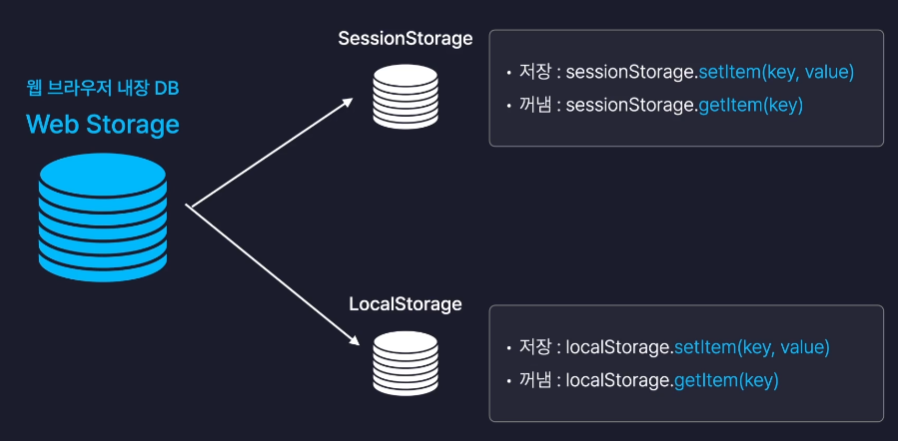 웹 브라우저 내장 DB
Web Storage
SessionStorage
• 저장 : sessionStorage.setItem(key, value)
• 꺼냄 : sessionStorage.getItem(key)
LocalStorage
• 저장 : localStorage.setItem(key, value)
• 꺼냄 : localStorage.getItem(key)